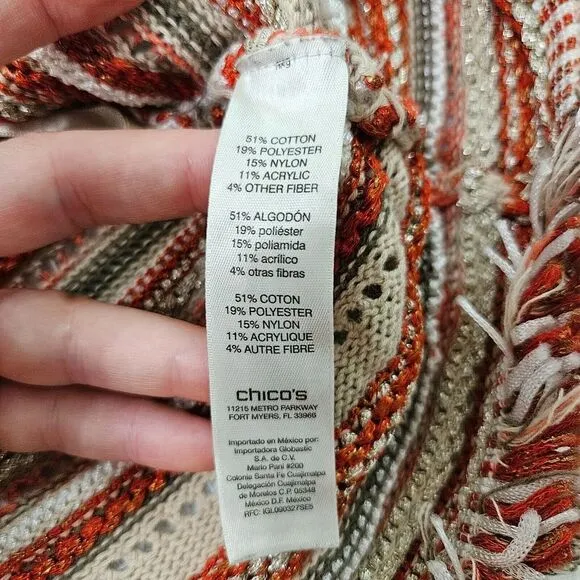 51% COTTON
19% POLYESTER
15% NYLON
11% ACRYLIC
4% OTHER FIBER
51% ALGODÓN
19% poliéster
15% poliamida
11% acrílico
4% otras fibras
51% COTON
19% POLYESTER
15% NYLON
11% ACRYLIQUE
4% AUTRE FIBRE
chico's
11215 METRO PARKWAY
FORT MYERS, FL 33966
Importado en México por:
Importadora Globastic
S.A. de C.V.
Mario Pani #200
Colonia Santa Fe Cuajimalpa
Delegación Cuajimalpa
de Morelos C.P. 05348
México D.F. México
RFC: IGL090327SE5